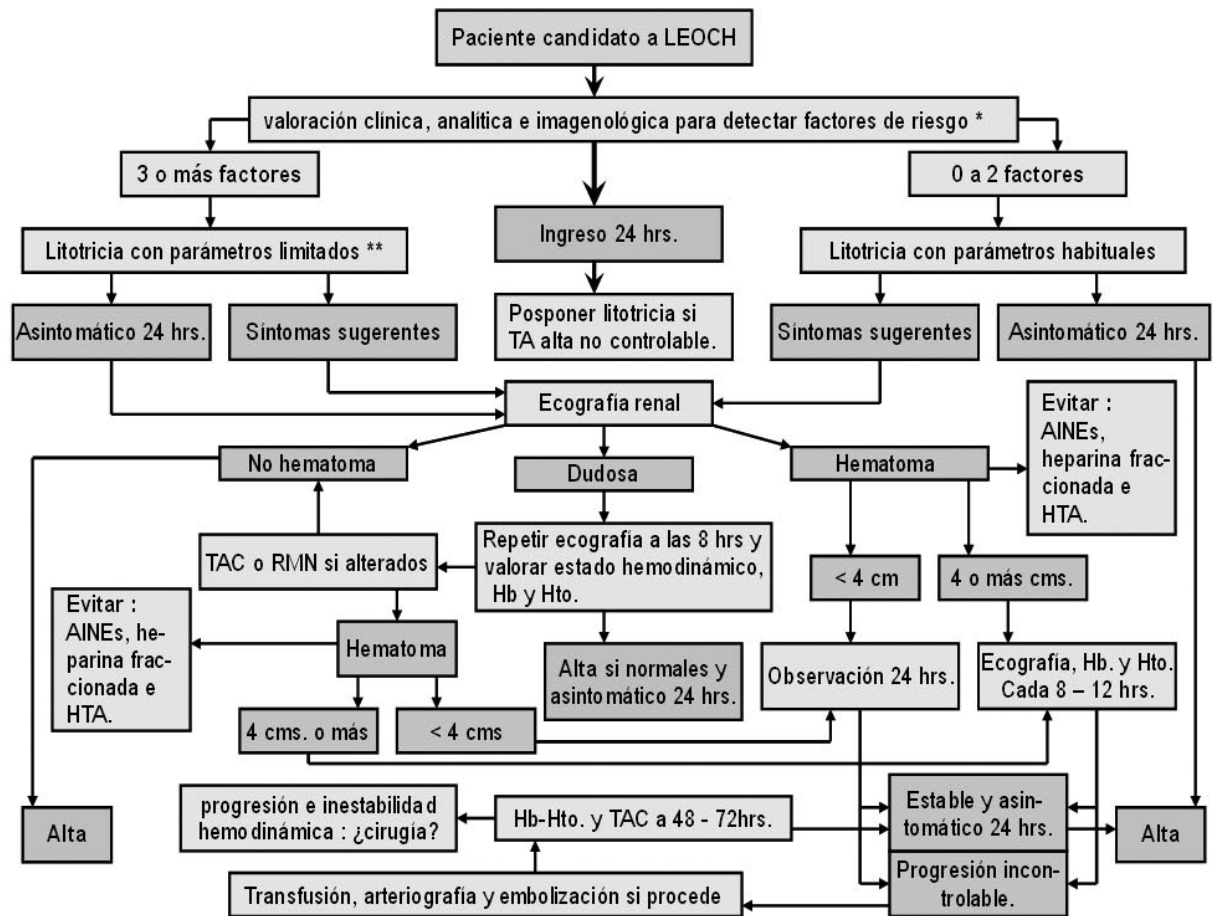 Paciente candidato a LEOCH
valoración clínica, analítica e imagenológica para detectar factores de riesgo *
3 o más factores
0 a 2 factores
Ingreso 24 hrs.
Litotricia con parámetros limitados **
Litotricia con parámetros habituales
Posponer litotricia si
TA alta no controlable.
Asintomático 24 hrs.
Síntomas sugerentes
Síntomas sugerentes
Asintomático 24 hrs.
Ecografía renal
Evitar :
AINEs,
heparina frac-
cionada e
HTA.
No hematoma
Dudosa
Hematoma
TAC o RMN si alterados
Repetir ecografía a las 8 hrs y
valorar estado hemodinámico,
Hb y Hto.
< 4 cm
4 o más cms.
Evitar :
AINEs, he-
parina frac-
cionada e
HTA.
Hematoma
Alta si normales y
asintomático 24 hrs.
Observación 24 hrs.
Ecografía, Hb. y Hto.
Cada 8 – 12 hrs.
4 cms. o más
< 4 cms
progresión e inestabilidad
hemodinámica : ¿cirugía?
Hb-Hto. y TAC a 48 - 72hrs.
Estable y asin-
tomático 24 hrs.
Alta
Alta
Progresión incon-
trolable.
Transfusión, arteriografía y embolización si procede